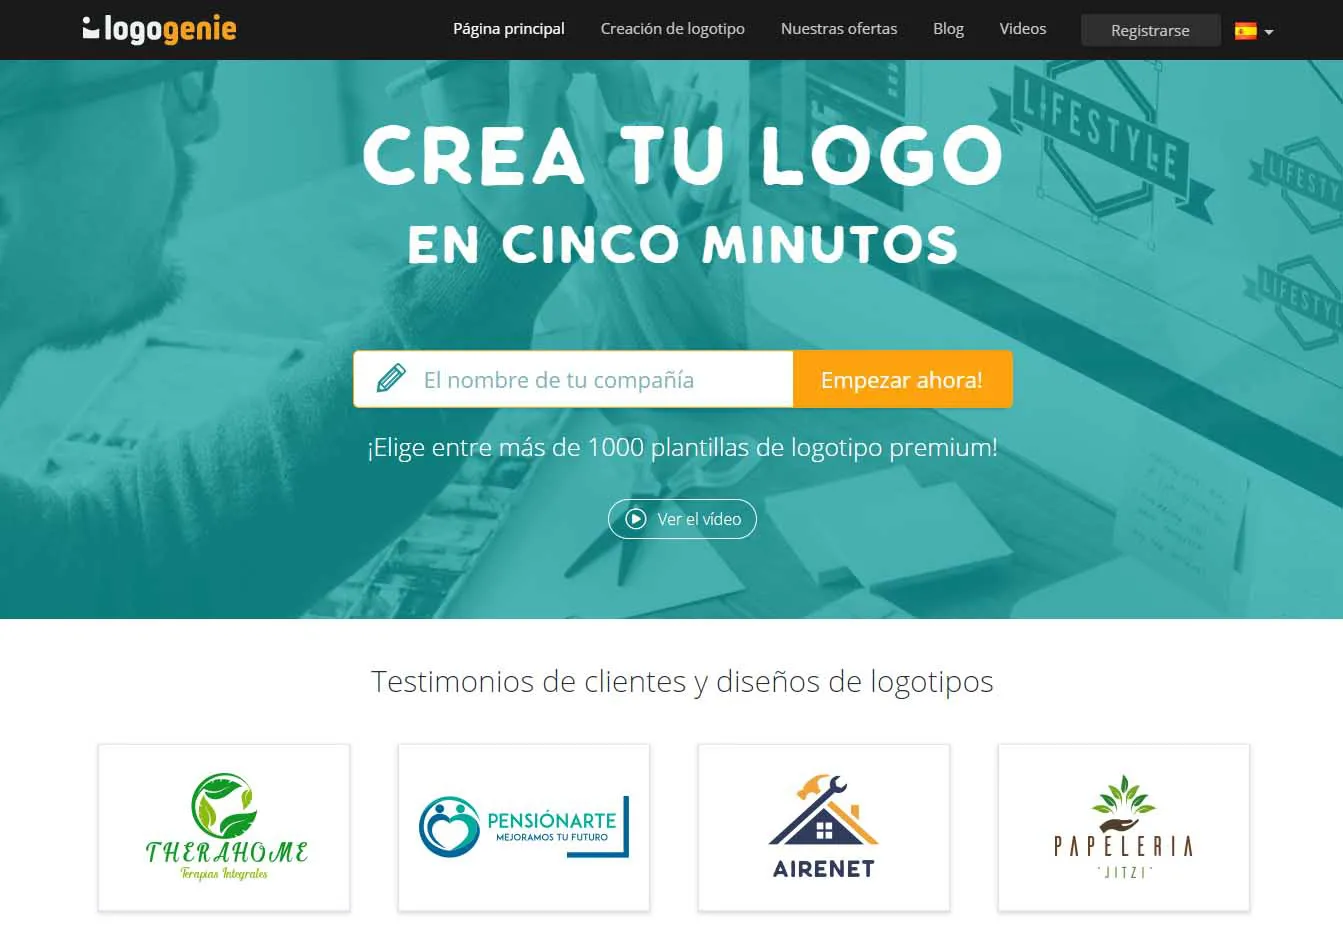 logogenie
Página principal
Creación de logotipo
Nuestras ofertas
Blog
Videos
Registrarse
LIFESTYLE
CREA TU LOGO
EN CINCO MINUTOS
El nombre de tu compañía
Empezar ahora!
¡Elige entre más de 1000 plantillas de logotipo premium!
Ver el vídeo
Testimonios de clientes y diseños de logotipos
THERAHOME
Terapias Integrales
PENSIÓNARTE
MEJORAMOS TU FUTURO
AIRENET
PAPELERIA
"JITZI"